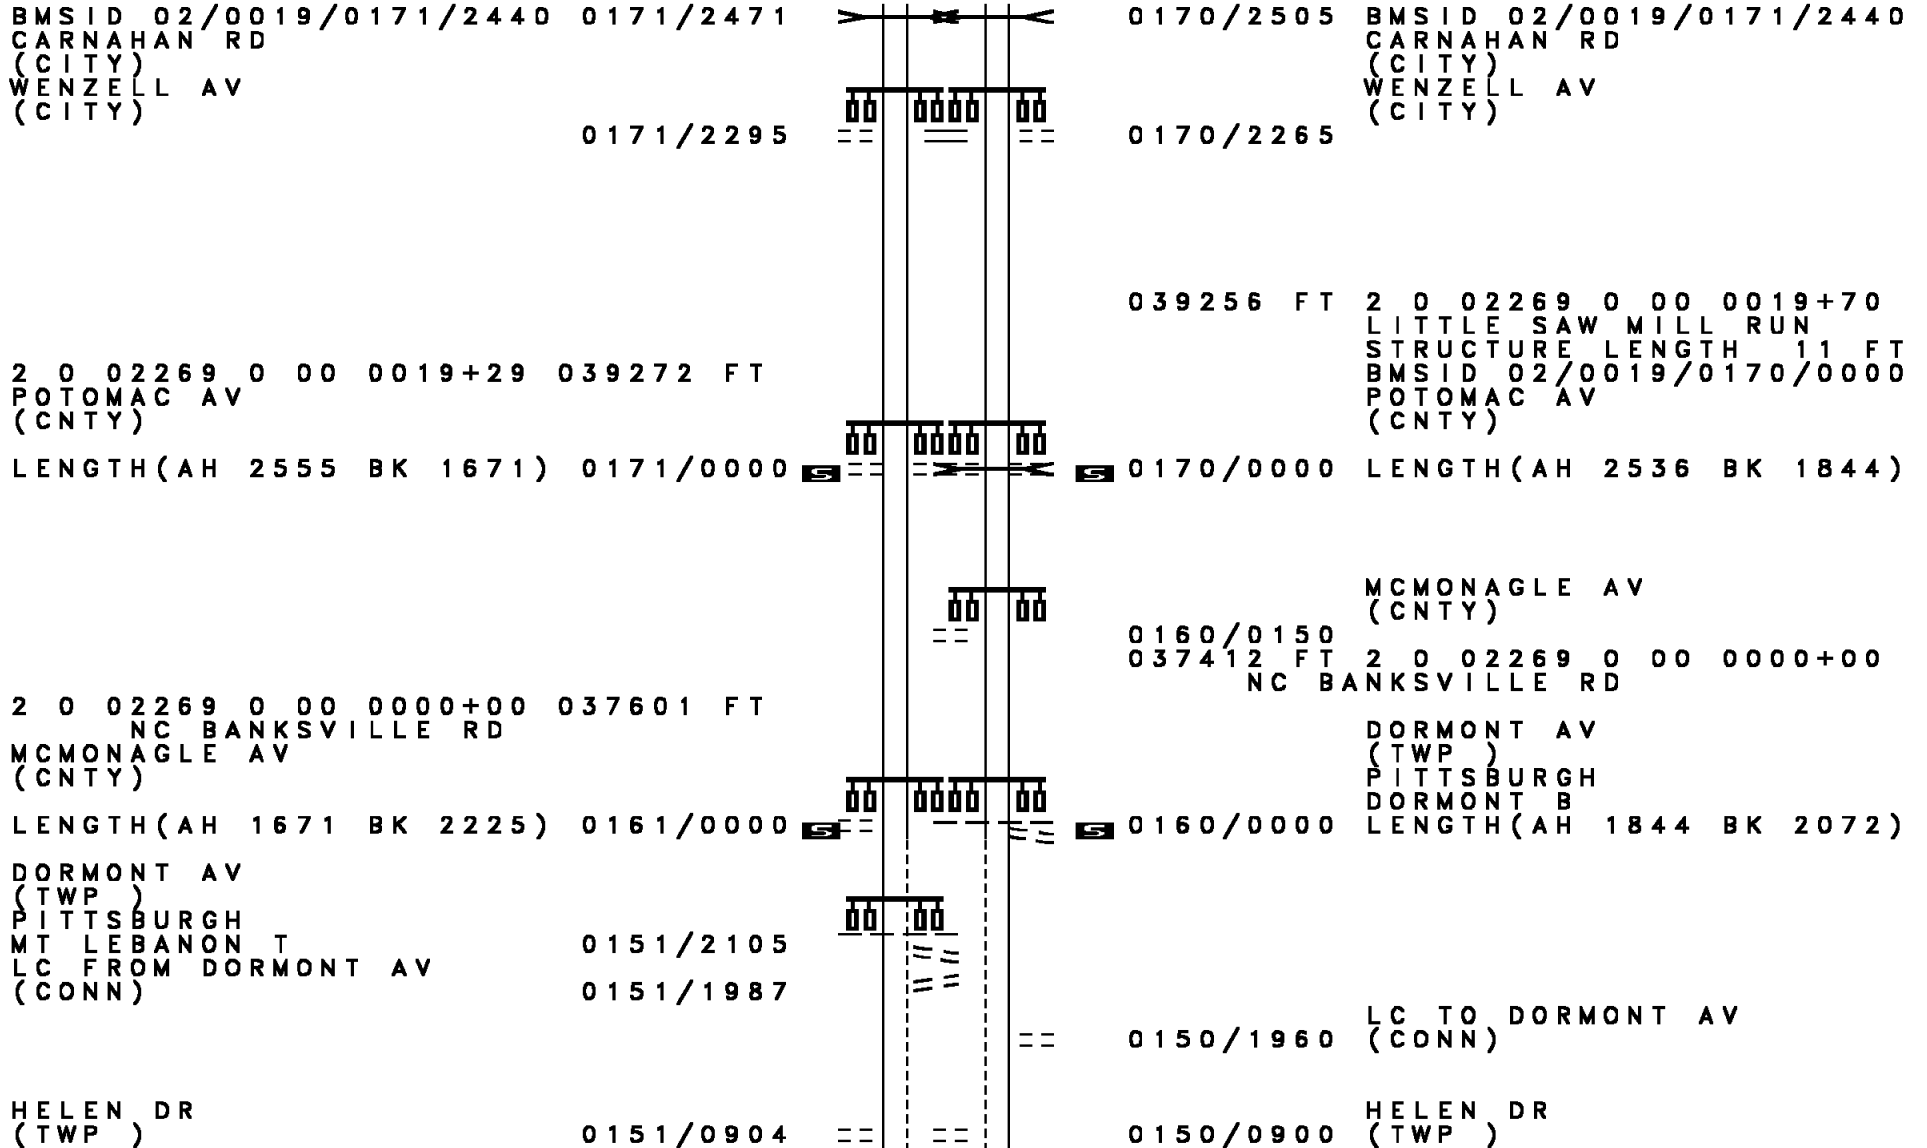 BMSID 02/0019/0171/2440 0171/2471 0170/2505 BMSID 02/0019/0171/2440
CARNAHAN RD CARNAHAN RD
(CITY) (CITY)
WENZELL AV WENZELL AV
(CITY) (CITY)
0171/2295 0170/2265
039256 FT 2 0 02269 0 00 0019+70
LITTLE SAW MILL RUN
STRUCTURE LENGTH 11 FT
2 0 02269 0 00 0019+29 039272 FT BMSID 02/0019/0170/0000
POTOMAC AV POTOMAC AV
(CNTY) (CNTY)
LENGTH(AH 2555 BK 1671) 0171/0000 S S 0170/0000 LENGTH(AH 2536 BK 1844)
MCMONAGLE AV
(CNTY)
0160/0150
037412 FT 2 0 02269 0 00 0000+00
NC BANKSVILLE RD
2 0 02269 0 00 0000+00 037601 FT
NC BANKSVILLE RD DORMONT AV
MCMONAGLE AV (TWP )
(CNTY) PITTSBURGH
DORMONT B
LENGTH(AH 1671 BK 2225) 0161/0000 S S 0160/0000 LENGTH(AH 1844 BK 2072)
DORMONT AV
(TWP )
PITTSBURGH
MT LEBANON T 0151/2105
LC FROM DORMONT AV
(CONN) 0151/1987
LC TO DORMONT AV
0150/1960 (CONN)
HELEN DR HELEN DR
(TWP ) 0151/0904 0150/0900 (TWP )